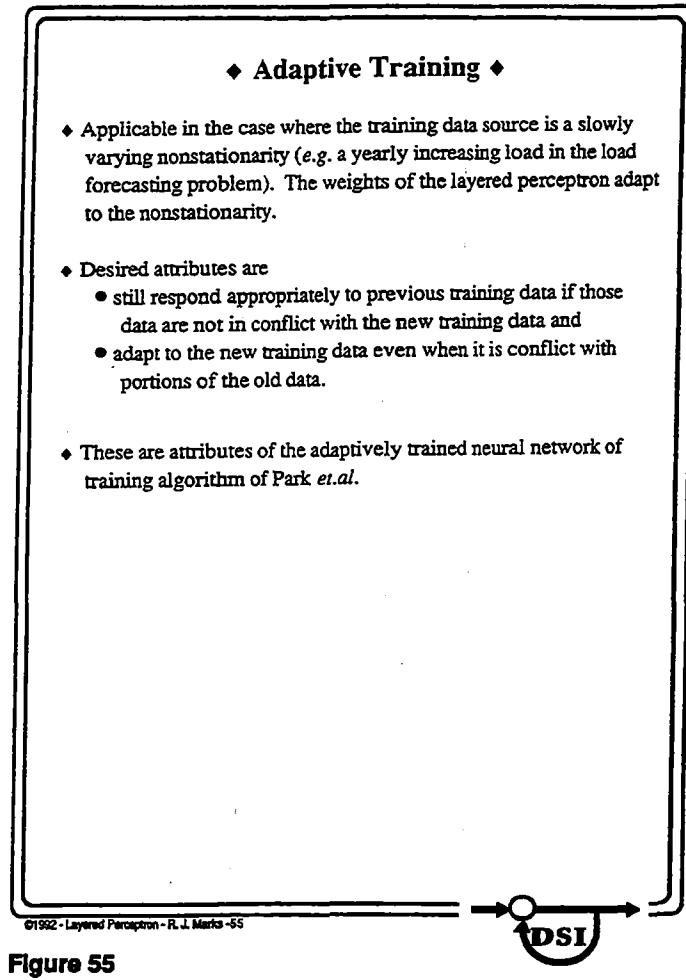 ♦ Adaptive Training ♦
♦ Applicable in the case where the training data source is a slowly
varying nonstationarity (e.g. a yearly increasing load in the load
forecasting problem). The weights of the layered perceptron adapt
to the nonstationarity.
♦ Desired attributes are
● still respond appropriately to previous training data if those
data are not in conflict with the new training data and
● adapt to the new training data even when it is conflict with
portions of the old data.
♦ These are attributes of the adaptively trained neural network of
training algorithm of Park et.al.
©1992 - Layered Perceptron - R. J. Marks -55
DSI
Figure 55